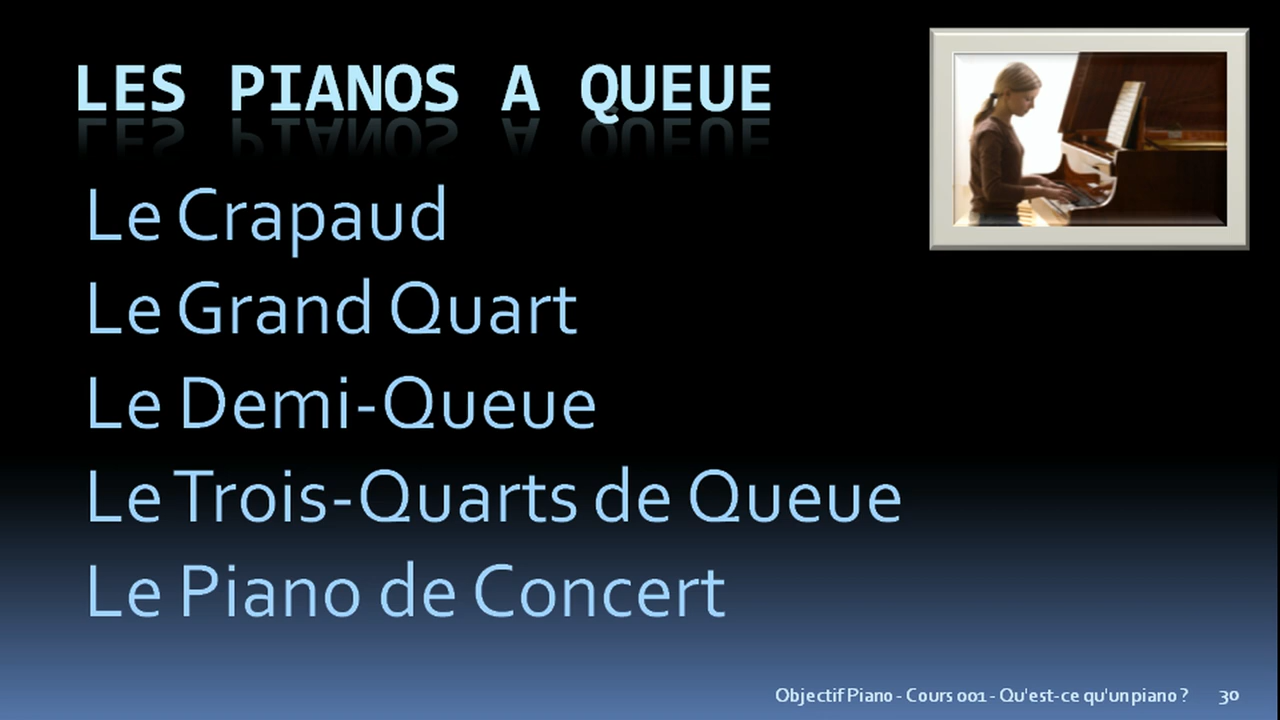 LES PIANOS A QUEUE
Le Crapaud
Le Grand Quart
Le Demi-Queue
Le Trois-Quarts de Queue
Le Piano de Concert
Objectif Piano - Cours 001 - Qu'est-ce qu'un piano ? 30